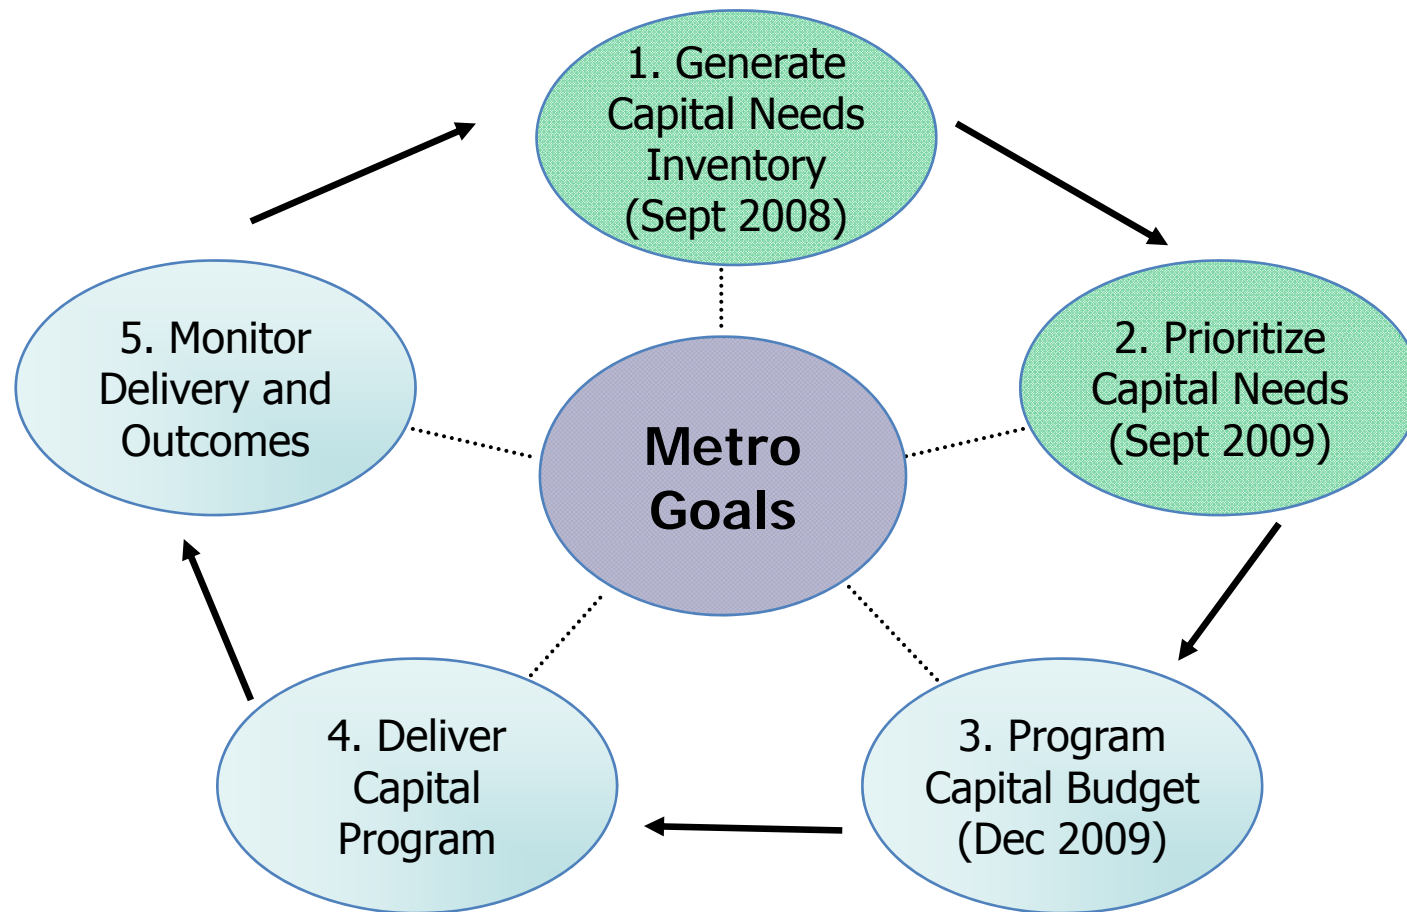 1. Generate
Capital Needs
Inventory
(Sept 2008)
2. Prioritize
Capital Needs
(Sept 2009)
3. Program
Capital Budget
(Dec 2009)
4. Deliver
Capital
Program
5. Monitor
Delivery and
Outcomes
Metro
Goals